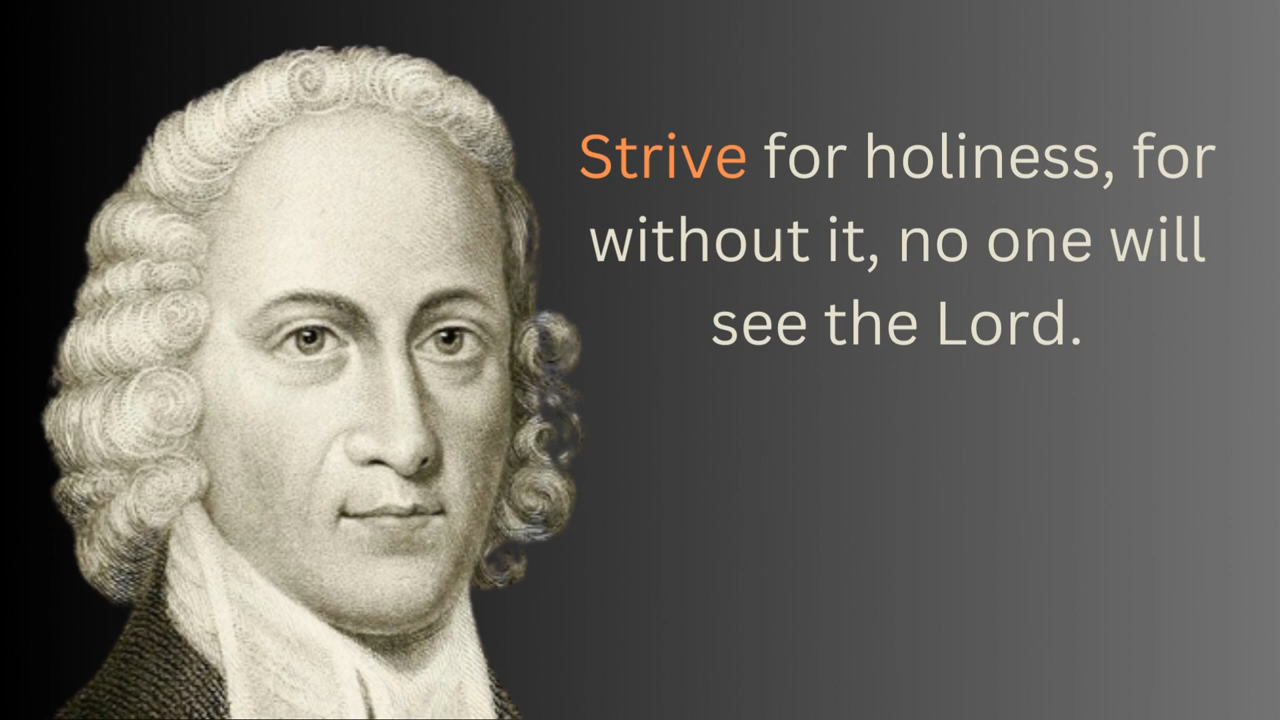 Strive for holiness, for
without it, no one will
see the Lord.